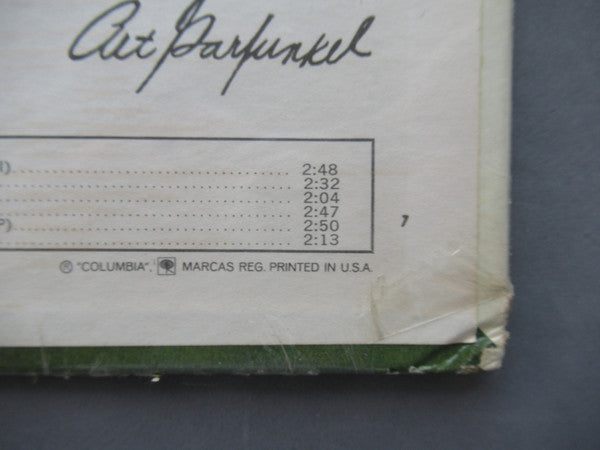 Art Garfunkel
2:48
2:32
2:04
2:47
P) 2:50
2:13
7
® "COLUMBIA", MARCAS REG. PRINTED IN U.S.A.